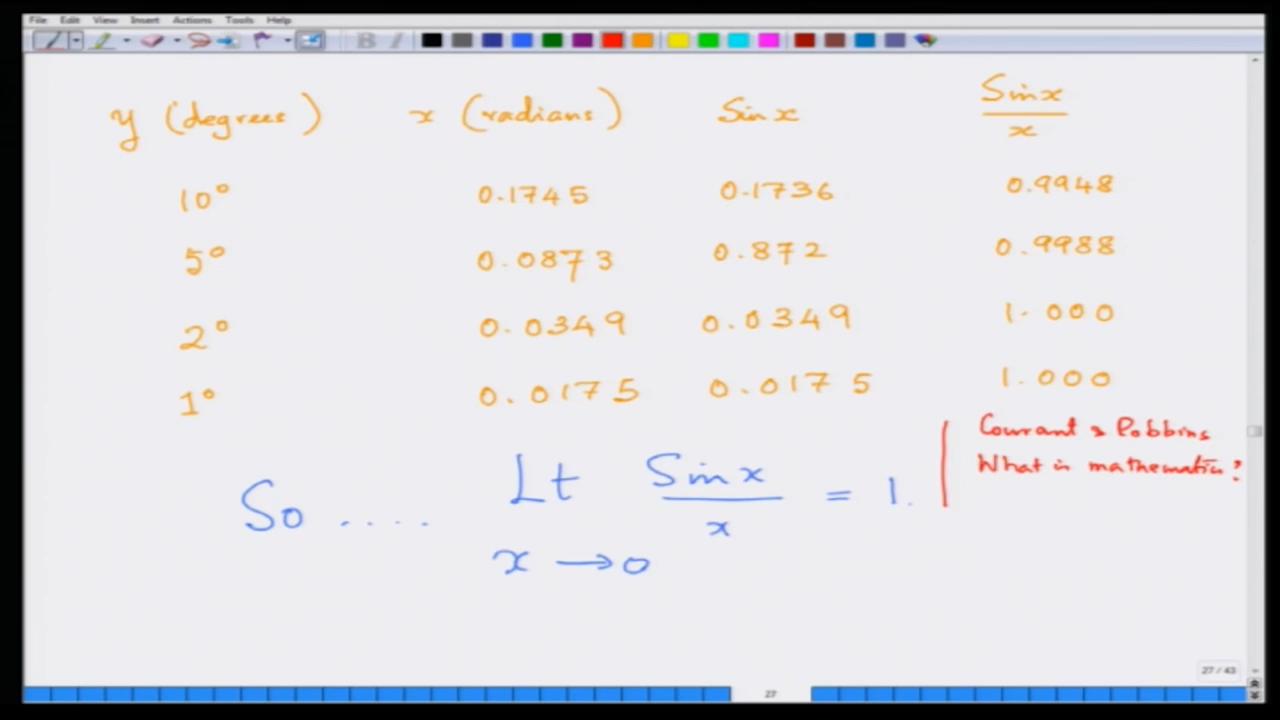 File Edit View Insert Actions Tools Help
y (degrees) x (radians) Sin x Sin x / x
10° 0.1745 0.1736 0.9948
5° 0.0873 0.872 0.9988
2° 0.0349 0.0349 1.000
1° 0.0175 0.0175 1.000
Courant & Robbins
What is mathematics?
So .... Lt Sin x / x = 1.
x → 0
27 / 43
27